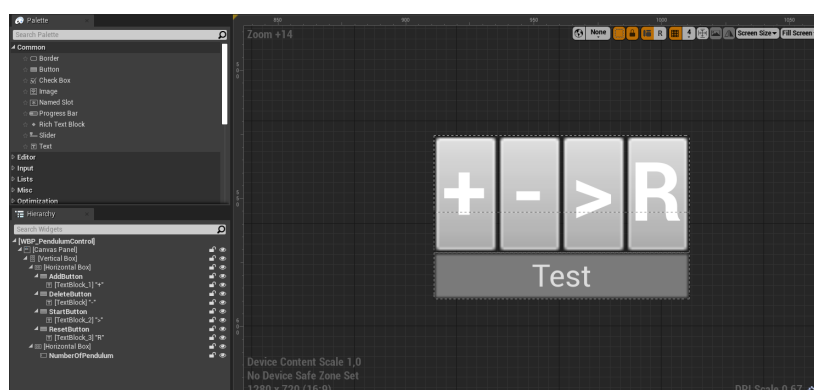 Palette
Search Palette
Common
Border
Button
Check Box
Image
Named Slot
Progress Bar
Rich Text Block
Slider
Text
Editor
Input
Lists
Misc
Optimization
Hierarchy
Search Widgets
[WBP_PendulumControl]
[Canvas Panel]
[Vertical Box]
[Horizontal Box]
AddButton
[TextBlock_1] "+"
DeleteButton
[TextBlock] "-"
StartButton
[TextBlock_2] ">"
ResetButton
[TextBlock_3] "R"
[Horizontal Box]
NumberOfPendulum
Zoom +14
None
R
4
Screen Size
Fill Screen
+ - > R
Test
Device Content Scale 1,0
No Device Safe Zone Set
1280 x 720 (16:9)
DPI Scale 0,67